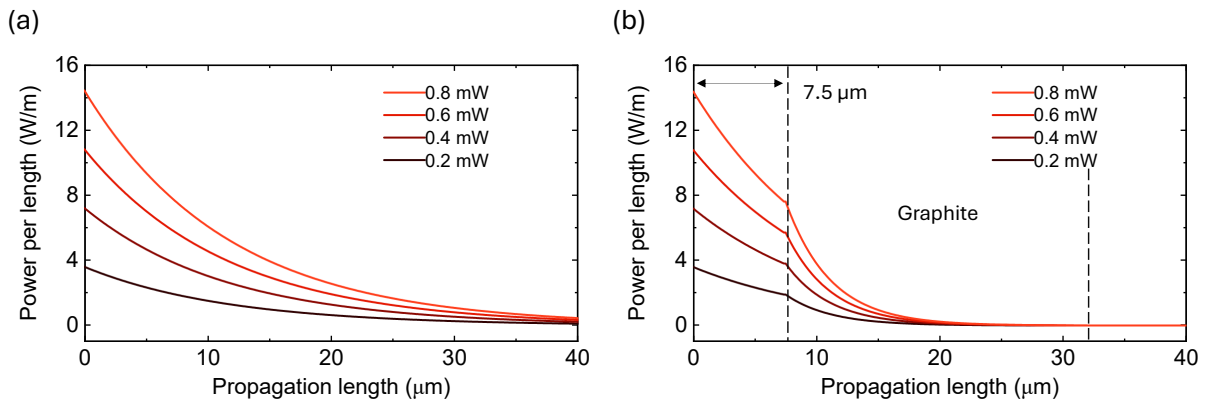 (a)
Power per length (W/m)
16
12
8
4
0
0.8 mW
0.6 mW
0.4 mW
0.2 mW
0
10
20
30
40
Propagation length (μm)
(b)
Power per length (W/m)
16
12
8
4
0
7.5 μm
0.8 mW
0.6 mW
0.4 mW
0.2 mW
Graphite
0
10
20
30
40
Propagation length (μm)